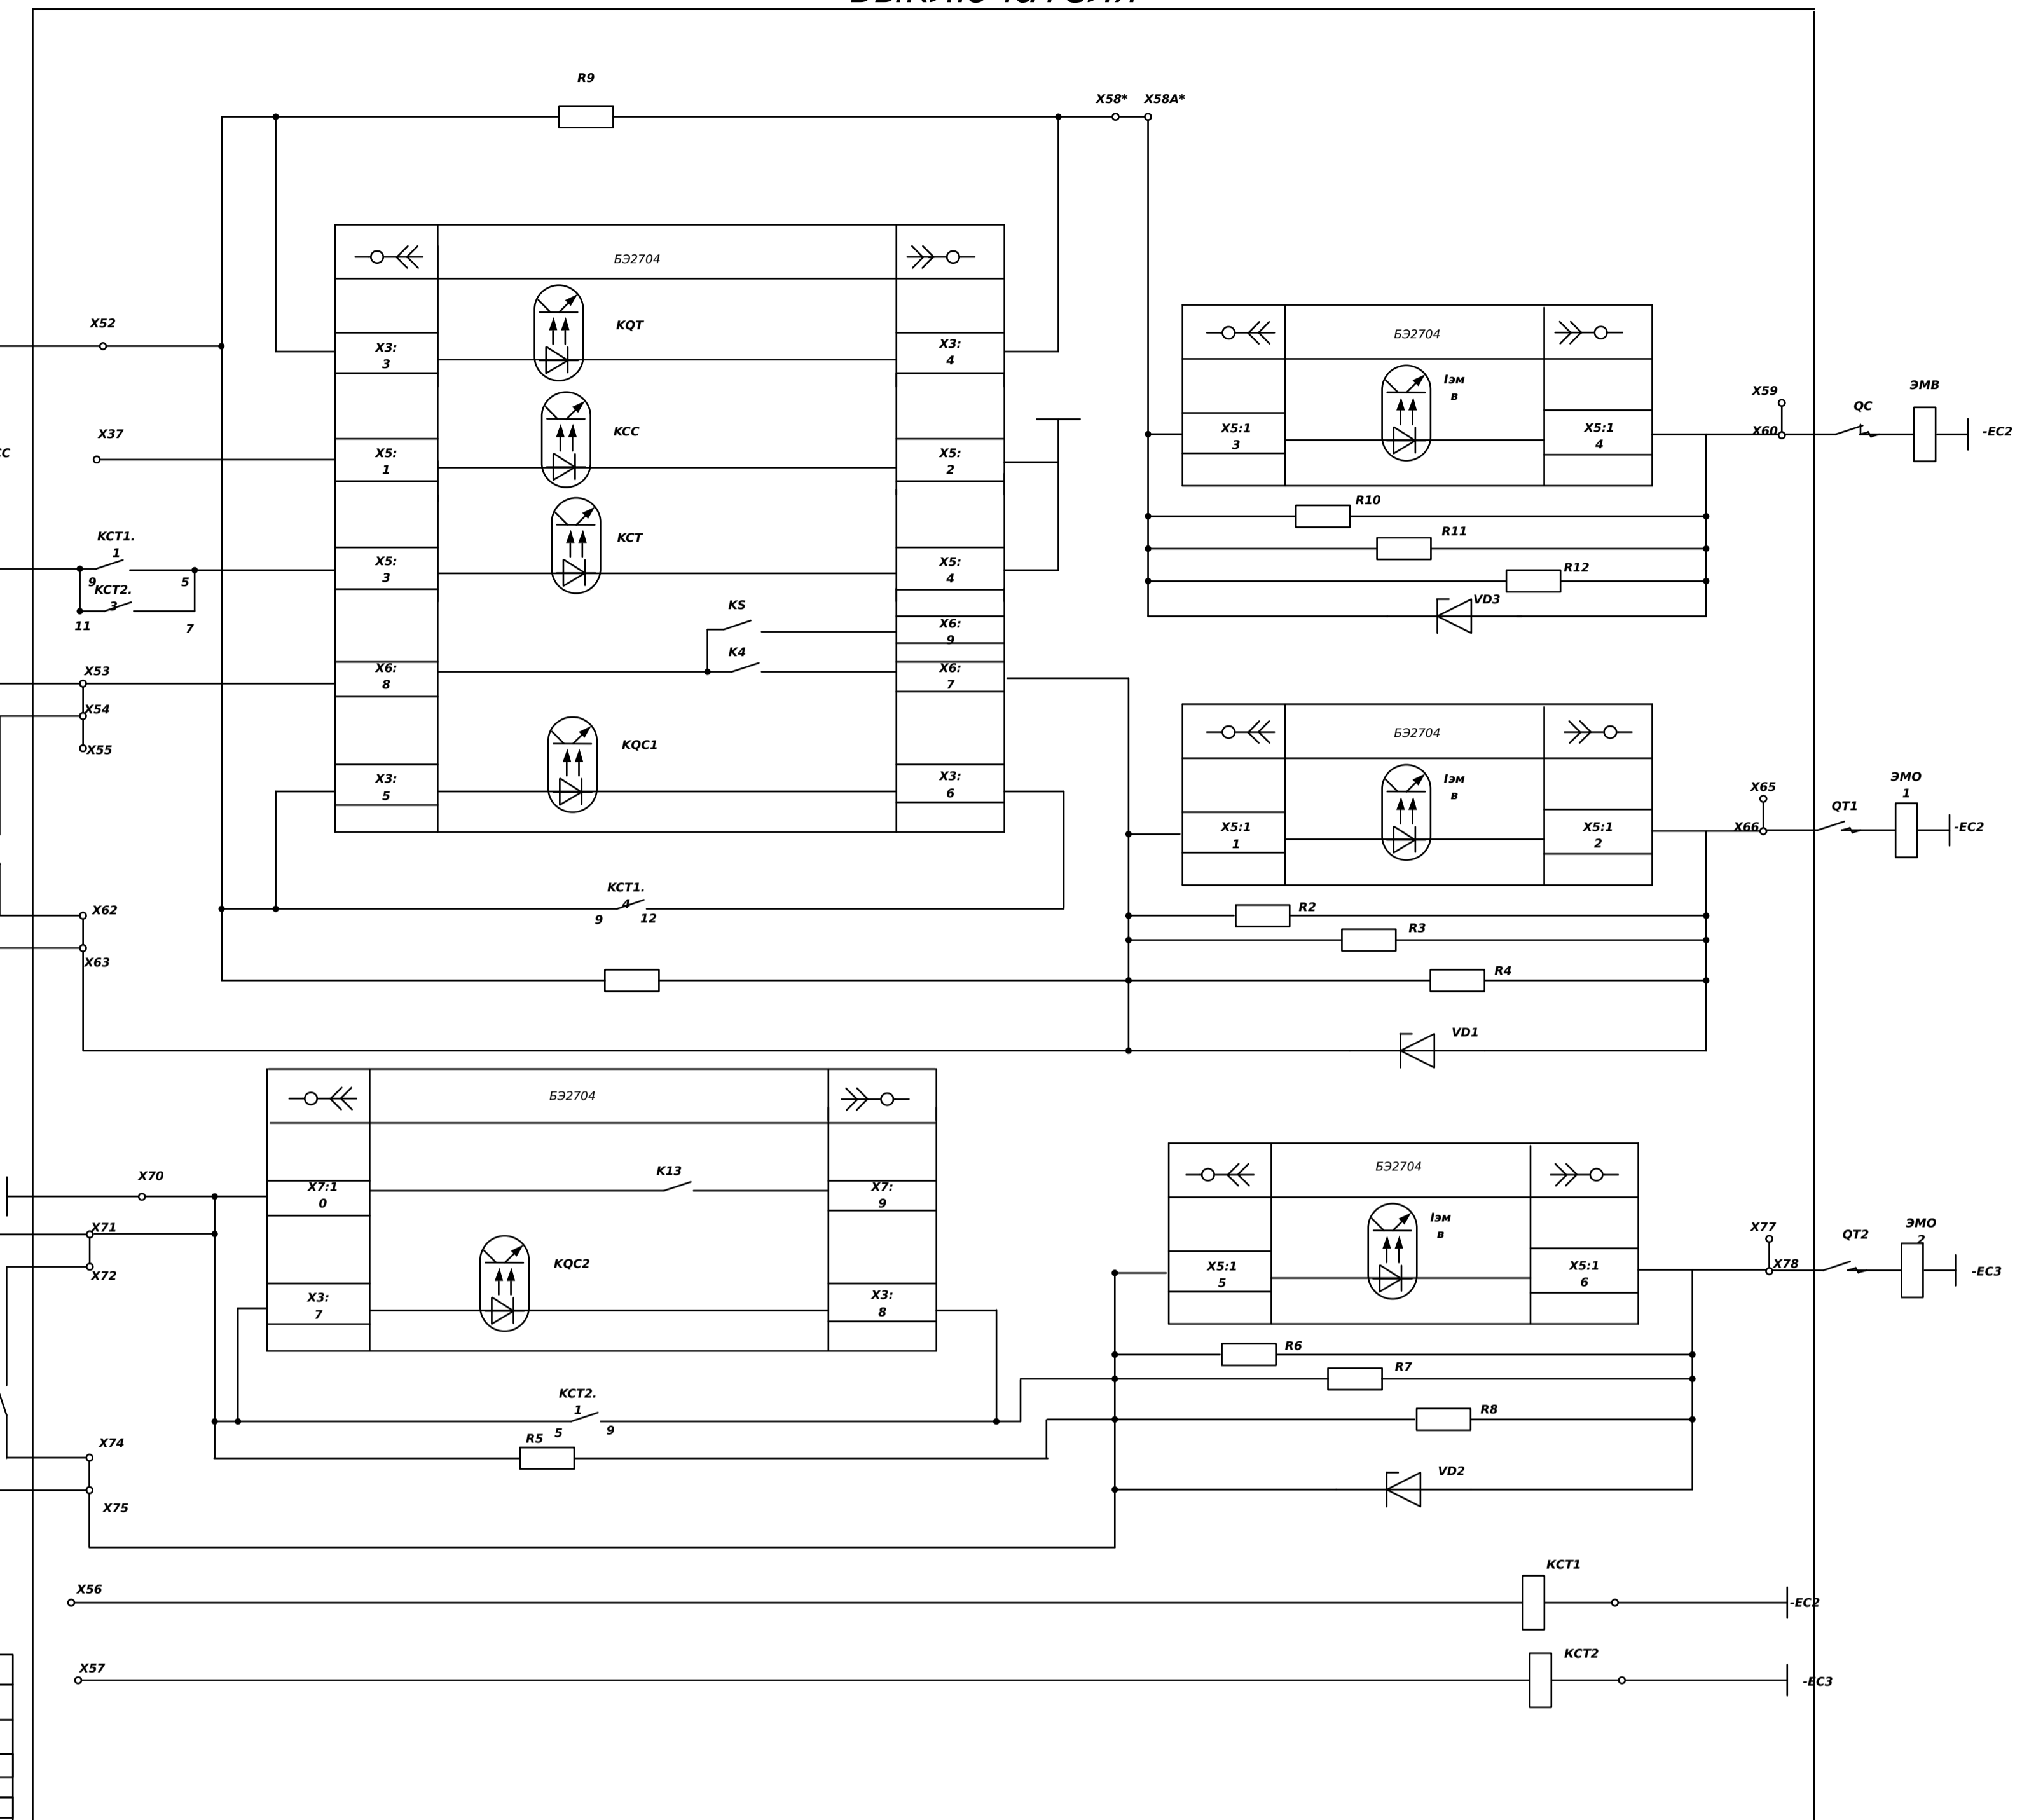 R9
X58*
X58A*
БЭ2704
KQT
X52
X3:
3
X3:
4
БЭ2704
Iэм
в
X59
ЭМВ
QC
X37
KCC
X5:
1
X5:
2
X5:1
3
X5:1
4
X60
-EC2
R10
KCT
KCT1.
1
R11
9
5
X5:
3
X5:
4
R12
KCT2.
3
VD3
11
7
KS
X6:
9
X53
X6:
8
K4
X6:
7
X54
X55
KQC1
БЭ2704
X3:
5
X3:
6
Iэм
в
X65
ЭМО
1
QT1
X5:1
1
X5:1
2
X66
-EC2
KCT1.
4
9
12
X62
R2
R3
X63
R4
VD1
БЭ2704
X70
K13
БЭ2704
X7:1
0
X7:
9
X71
Iэм
в
X77
ЭМО
2
QT2
X72
KQC2
X5:1
5
X5:1
6
X78
-EC3
X3:
7
X3:
8
R6
R7
KCT2.
1
R8
5
9
R5
X74
VD2
X75
КСТ1
X56
-EC2
КСТ2
X57
-EC3